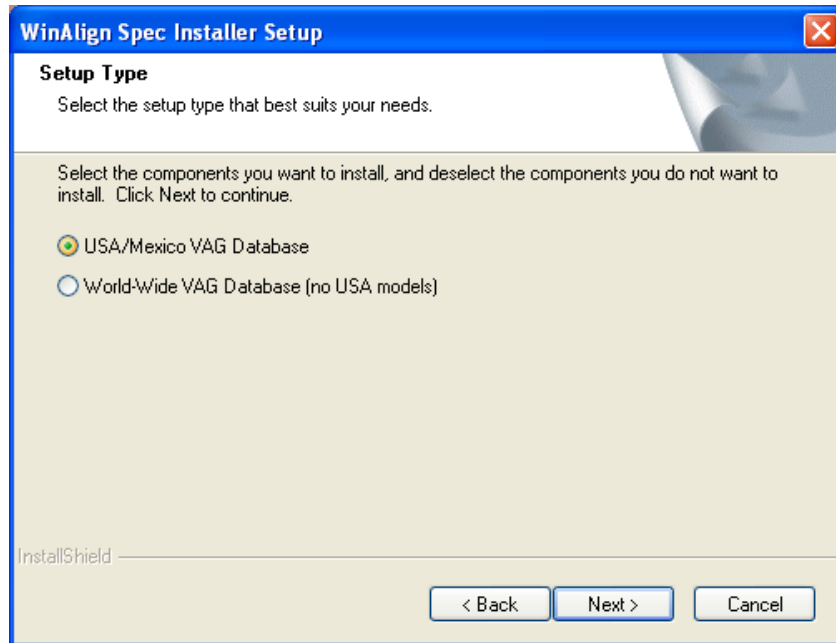 WinAlign Spec Installer Setup
Setup Type
Select the setup type that best suits your needs.
Select the components you want to install, and deselect the components you do not want to
install. Click Next to continue.
USA/Mexico VAG Database
World-Wide VAG Database (no USA models)
InstallShield
< Back
Next >
Cancel